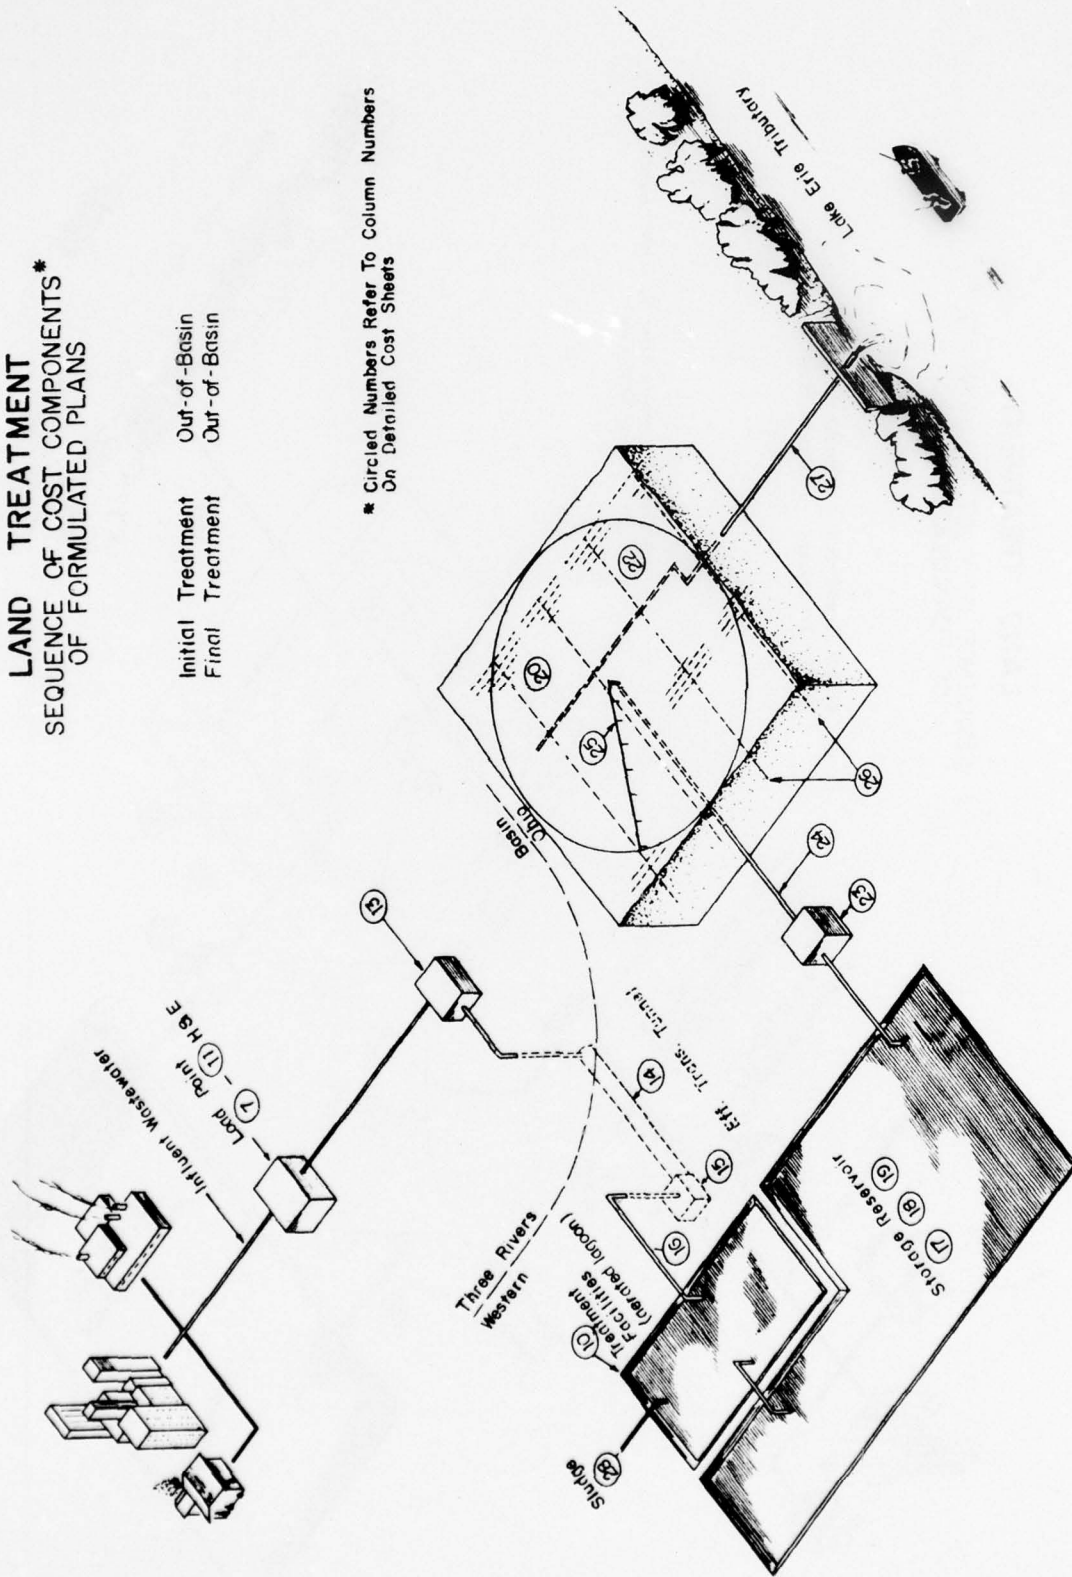 LAND TREATMENT
SEQUENCE OF COST COMPONENTS*
OF FORMULATED PLANS
Initial Treatment Out-of-Basin
Final Treatment Out-of-Basin
* Circled Numbers Refer To Column Numbers
On Detailed Cost Sheets
Influent Wastewater
Load Point
7 - 11 H&E
13
Three Rivers
Western
Basin
Ohio
14
Eff. Trans. Tunnel
15
16
10
Treatment
Facilities
(aerated lagoon)
Sludge
28
Storage Reservoir
17 18 19
23
24
25
26
20
27
Lake Erie Tributary